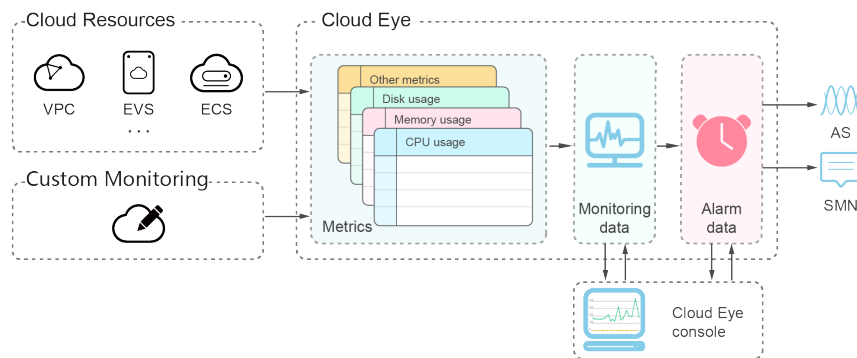 Cloud Resources
VPC
EVS
ECS
...
Custom Monitoring
Cloud Eye
Other metrics
Disk usage
Memory usage
CPU usage
Metrics
Monitoring
data
Alarm
data
AS
SMN
Cloud Eye
console